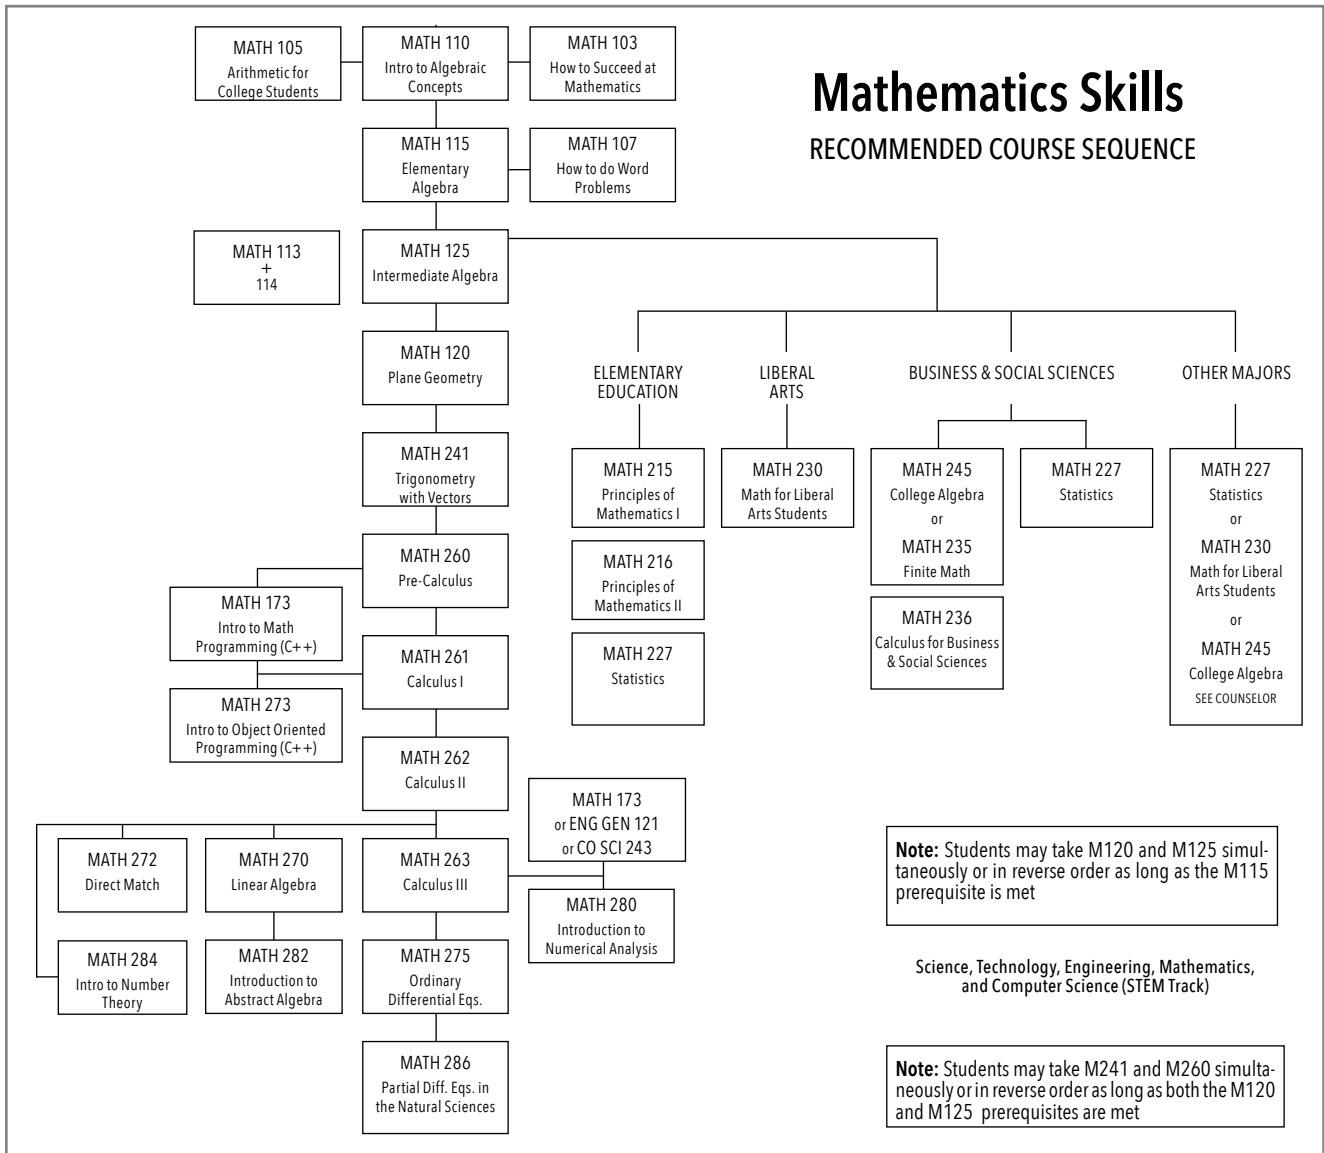 Mathematics Skills
RECOMMENDED COURSE SEQUENCE
MATH 105
Arithmetic for
College Students
MATH 110
Intro to Algebraic
Concepts
MATH 103
How to Succeed at
Mathematics
MATH 115
Elementary
Algebra
MATH 107
How to do Word
Problems
MATH 113
+
114
MATH 125
Intermediate Algebra
MATH 120
Plane Geometry
MATH 241
Trigonometry
with Vectors
MATH 260
Pre-Calculus
MATH 173
Intro to Math
Programming (C++)
MATH 261
Calculus I
MATH 273
Intro to Object Oriented
Programming (C++)
MATH 262
Calculus II
MATH 173
or ENG GEN 121
or CO SCI 243
MATH 272
Direct Match
MATH 270
Linear Algebra
MATH 263
Calculus III
MATH 280
Introduction to
Numerical Analysis
MATH 284
Intro to Number
Theory
MATH 282
Introduction to
Abstract Algebra
MATH 275
Ordinary
Differential Eqs.
MATH 286
Partial Diff. Eqs. in
the Natural Sciences
ELEMENTARY
EDUCATION
MATH 215
Principles of
Mathematics I
MATH 216
Principles of
Mathematics II
MATH 227
Statistics
LIBERAL
ARTS
MATH 230
Math for Liberal
Arts Students
BUSINESS & SOCIAL SCIENCES
MATH 245
College Algebra
or
MATH 235
Finite Math
MATH 236
Calculus for Business
& Social Sciences
MATH 227
Statistics
OTHER MAJORS
MATH 227
Statistics
or
MATH 230
Math for Liberal
Arts Students
or
MATH 245
College Algebra
SEE COUNSELOR
Note: Students may take M120 and M125 simul-
taneously or in reverse order as long as the M115
prerequisite is met
Science, Technology, Engineering, Mathematics,
and Computer Science (STEM Track)
Note: Students may take M241 and M260 simulta-
neously or in reverse order as long as both the M120
and M125 prerequisites are met